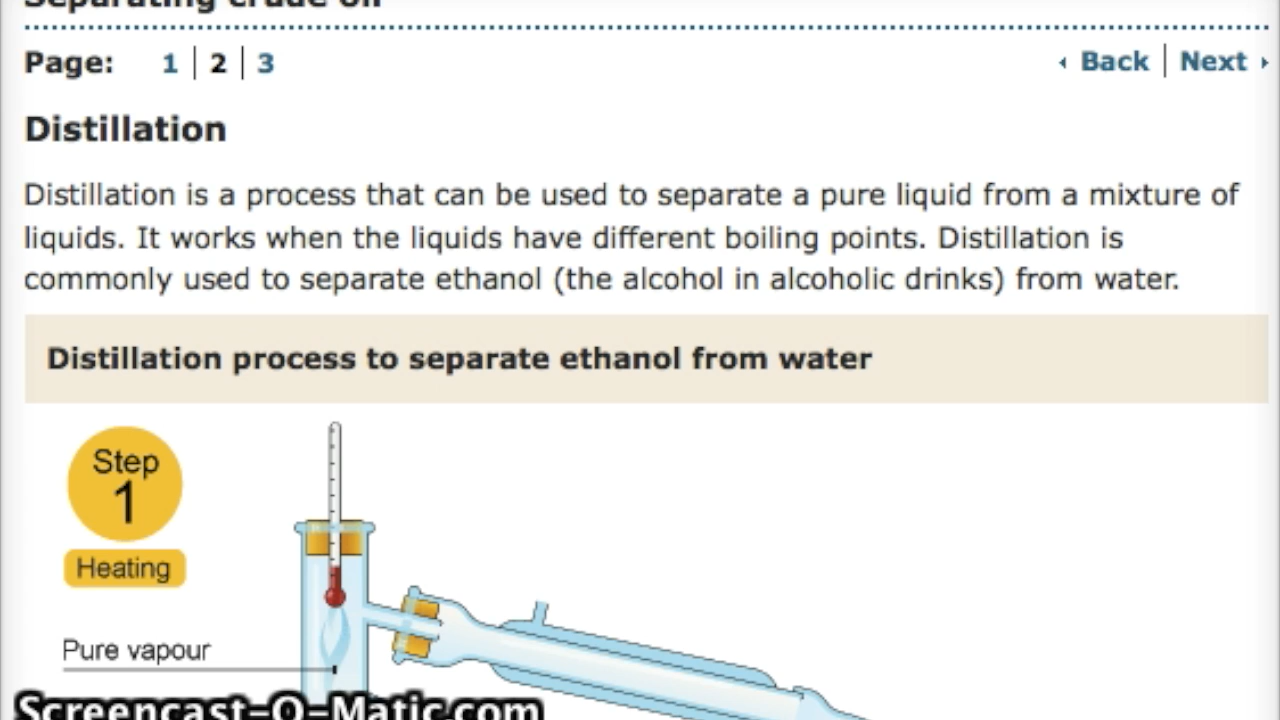 Separating crude oil
Page: 1 | 2 | 3
Back | Next
Distillation
Distillation is a process that can be used to separate a pure liquid from a mixture of
liquids. It works when the liquids have different boiling points. Distillation is
commonly used to separate ethanol (the alcohol in alcoholic drinks) from water.
Distillation process to separate ethanol from water
Step
1
Heating
Pure vapour
Screencast-O-Matic.com